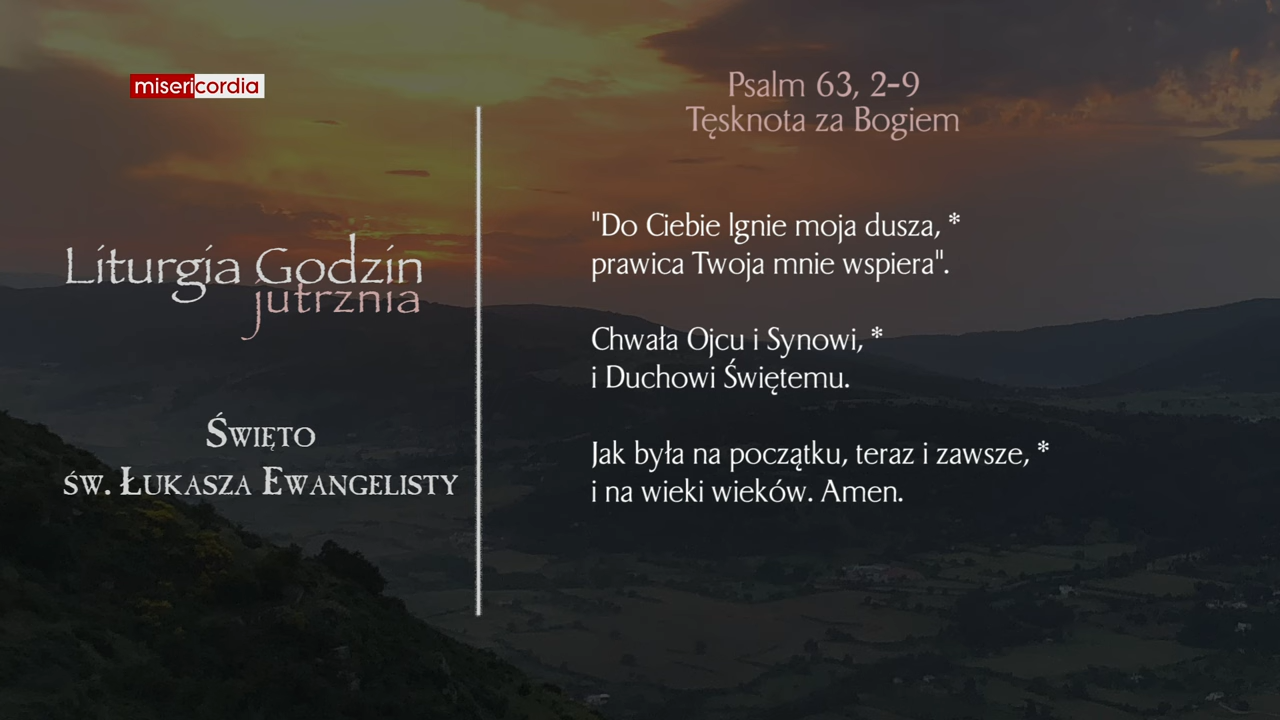 misericordia
Liturgia Godzin
jutrznia
Święto
św. Łukasza Ewangelisty
Psalm 63, 2-9
Tęsknota za Bogiem
"Do Ciebie lgnie moja dusza, *
prawica Twoja mnie wspiera".
Chwała Ojcu i Synowi, *
i Duchowi Świętemu.
Jak była na początku, teraz i zawsze, *
i na wieki wieków. Amen.